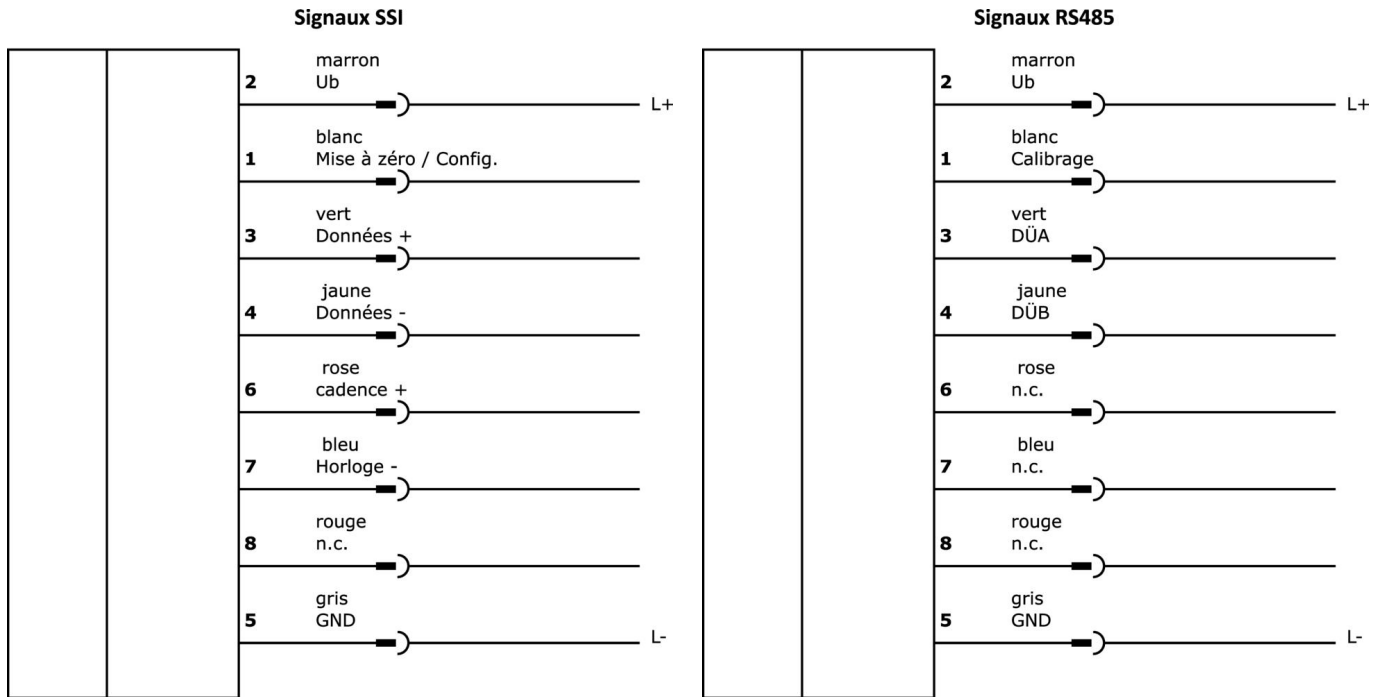 Signaux SSI
marron
2 Ub
L+
blanc
1 Mise à zéro / Config.
vert
3 Données +
jaune
4 Données -
rose
6 cadence +
bleu
7 Horloge -
rouge
8 n.c.
gris
5 GND
L-
Signaux RS485
marron
2 Ub
L+
blanc
1 Calibrage
vert
3 DÜA
jaune
4 DÜB
rose
6 n.c.
bleu
7 n.c.
rouge
8 n.c.
gris
5 GND
L-